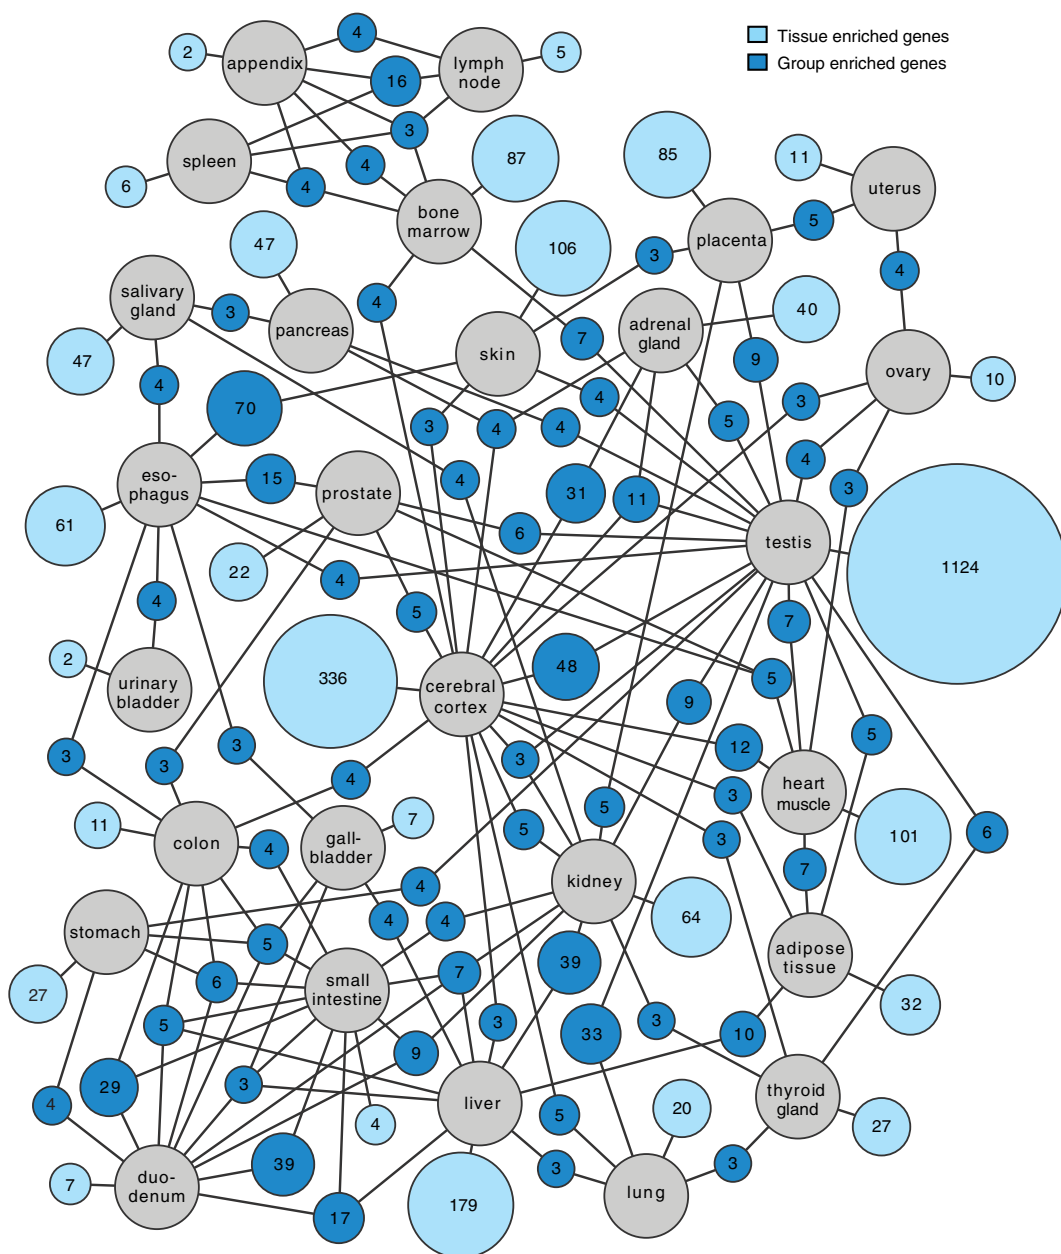 Tissue enriched genes
Group enriched genes
4
2
appendix
lymph
node
5
16
3
87
85
11
spleen
4
6
4
uterus
bone
marrow
5
placenta
47
106
3
4
salivary
gland
4
3
pancreas
adrenal
gland
40
7
skin
9
47
ovary
10
4
70
4
3
3
4
4
5
4
eso-
phagus
15
prostate
4
31
11
3
61
6
testis
1124
22
4
4
5
7
2
urinary
bladder
336
cerebral
cortex
48
5
9
3
3
12
5
3
4
heart
muscle
3
11
colon
4
gall-
bladder
7
5
5
3
101
6
kidney
7
4
stomach
4
4
64
5
adipose
tissue
27
6
small
intestine
7
39
32
5
3
33
3
10
9
29
3
4
liver
5
20
thyroid
gland
27
4
39
3
3
7
duo-
denum
17
179
lung